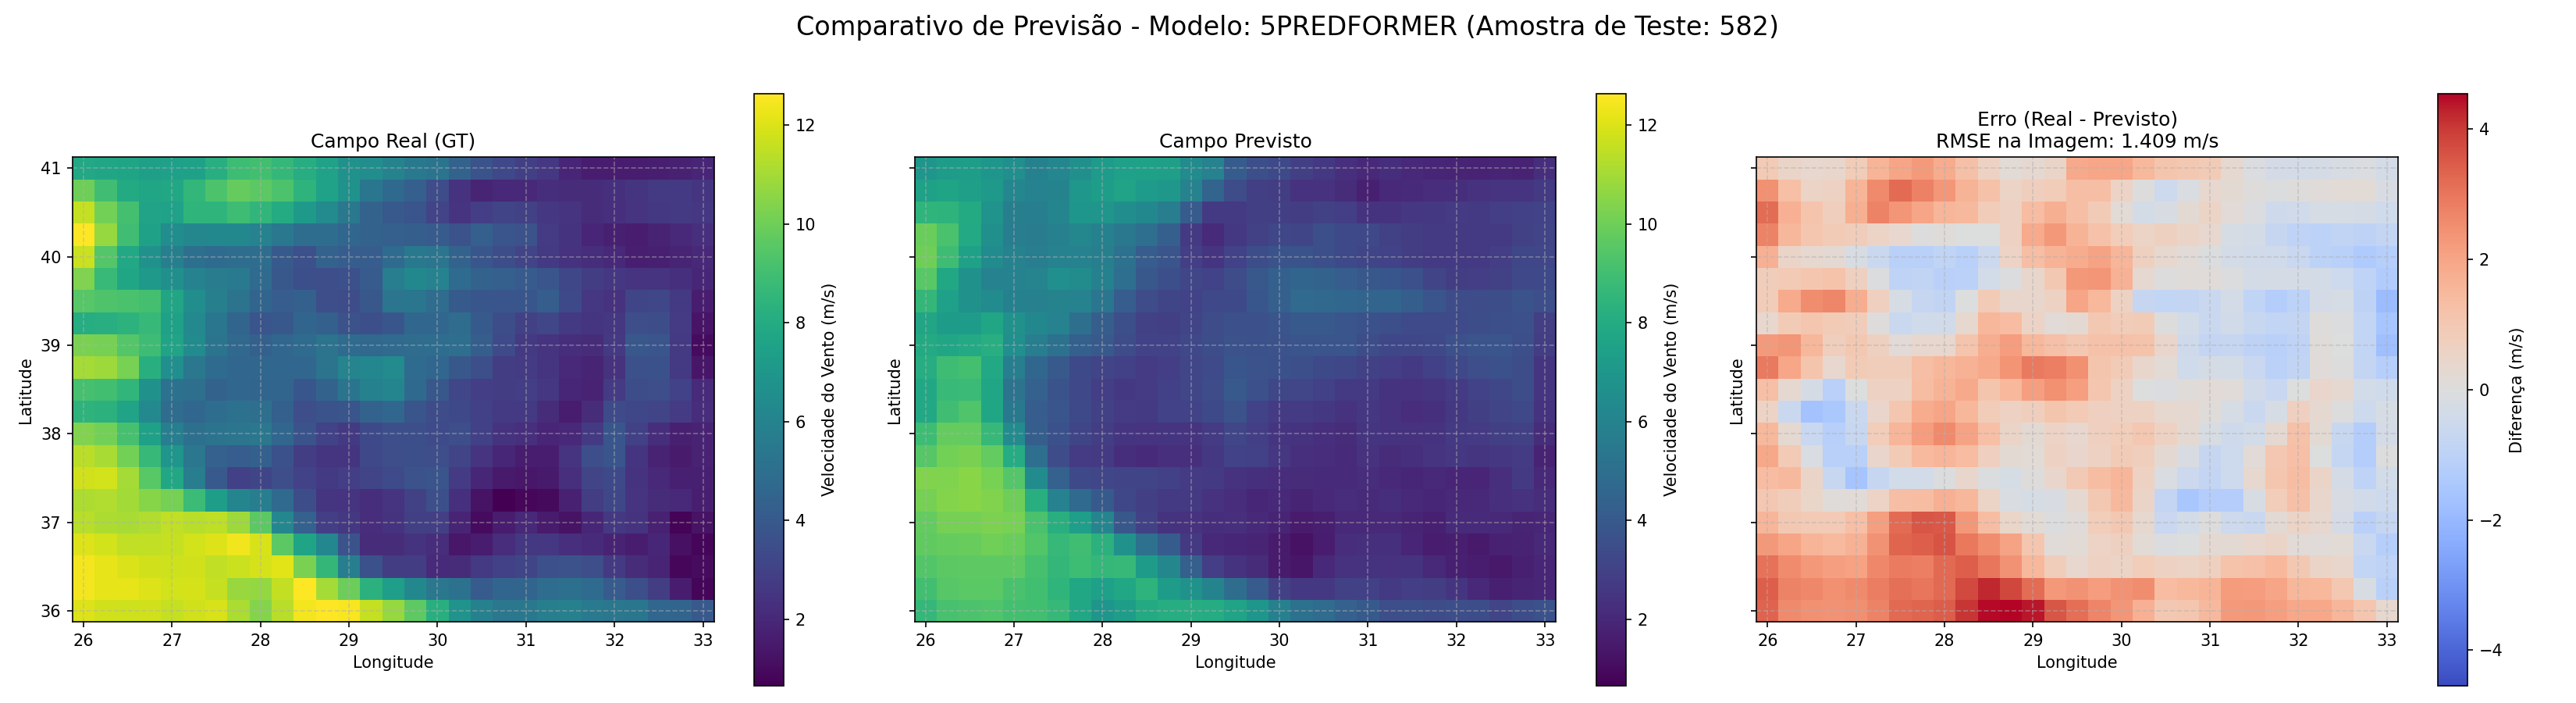 Comparativo de Previsão - Modelo: 5PREDFORMER (Amostra de Teste: 582)
Campo Real (GT)
41
40
39
38
37
36
Latitude
26 27 28 29 30 31 32 33
Longitude
12
10
8
6
4
2
Velocidade do Vento (m/s)
Campo Previsto
Latitude
26 27 28 29 30 31 32 33
Longitude
12
10
8
6
4
2
Velocidade do Vento (m/s)
Erro (Real - Previsto)
RMSE na Imagem: 1.409 m/s
Latitude
26 27 28 29 30 31 32 33
Longitude
4
2
0
−2
−4
Diferença (m/s)